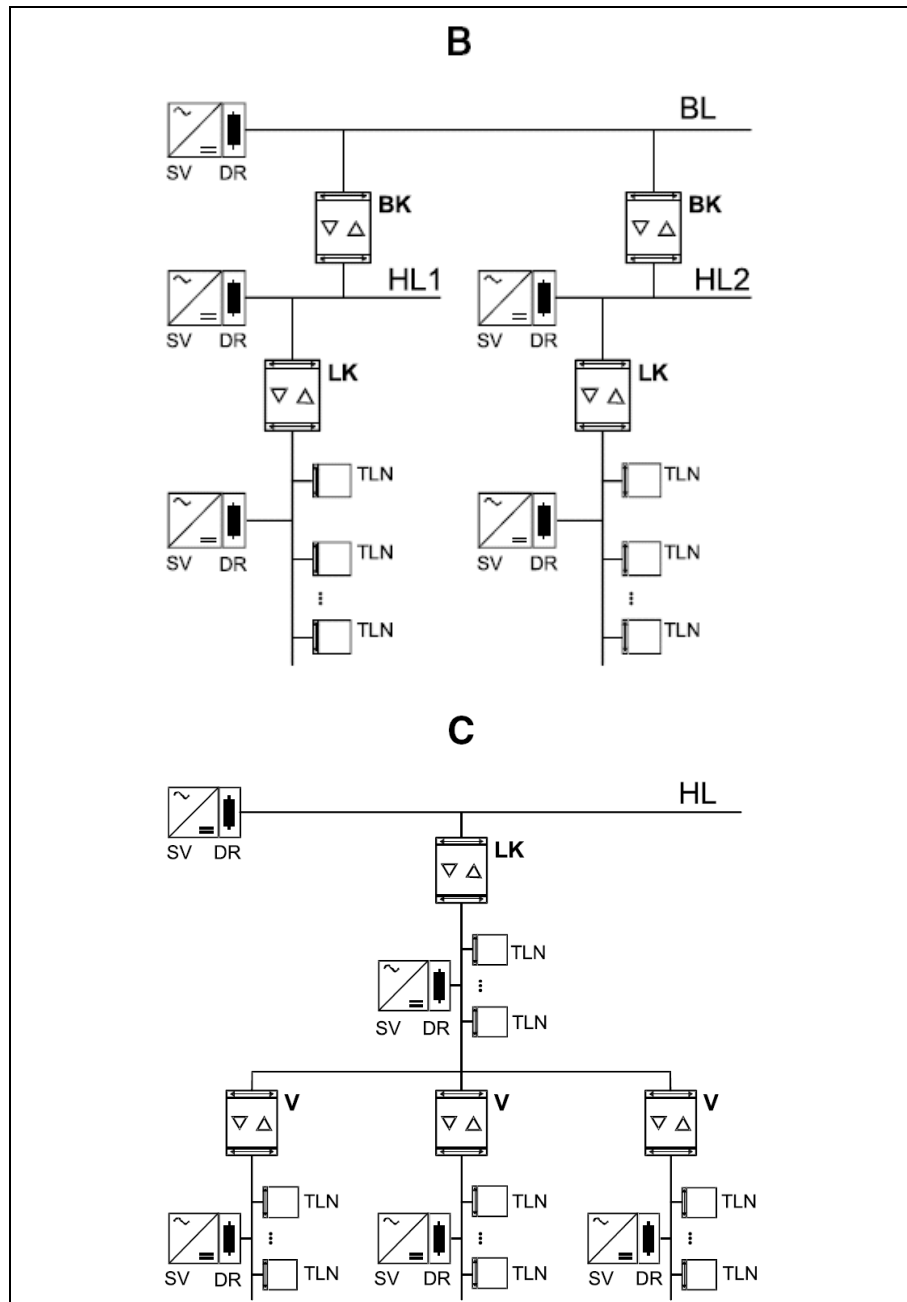 B
BL
SV DR
BK BK
HL1 HL2
SV DR SV DR
LK LK
TLN TLN
SV DR SV DR
TLN TLN
TLN TLN
C
HL
SV DR
LK
TLN
SV DR TLN
V V V
TLN TLN TLN
SV DR TLN SV DR TLN SV DR TLN